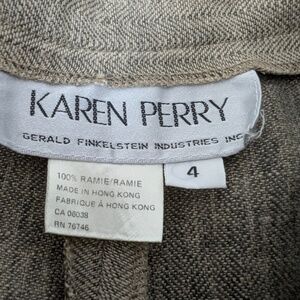 KAREN PERRY
GERALD FINKELSTEIN INDUSTRIES INC
4
100% RAMIE/RAMIE
MADE IN HONG KONG
FABRIQUÉ À HONG KONG
CA 06038
RN 76746